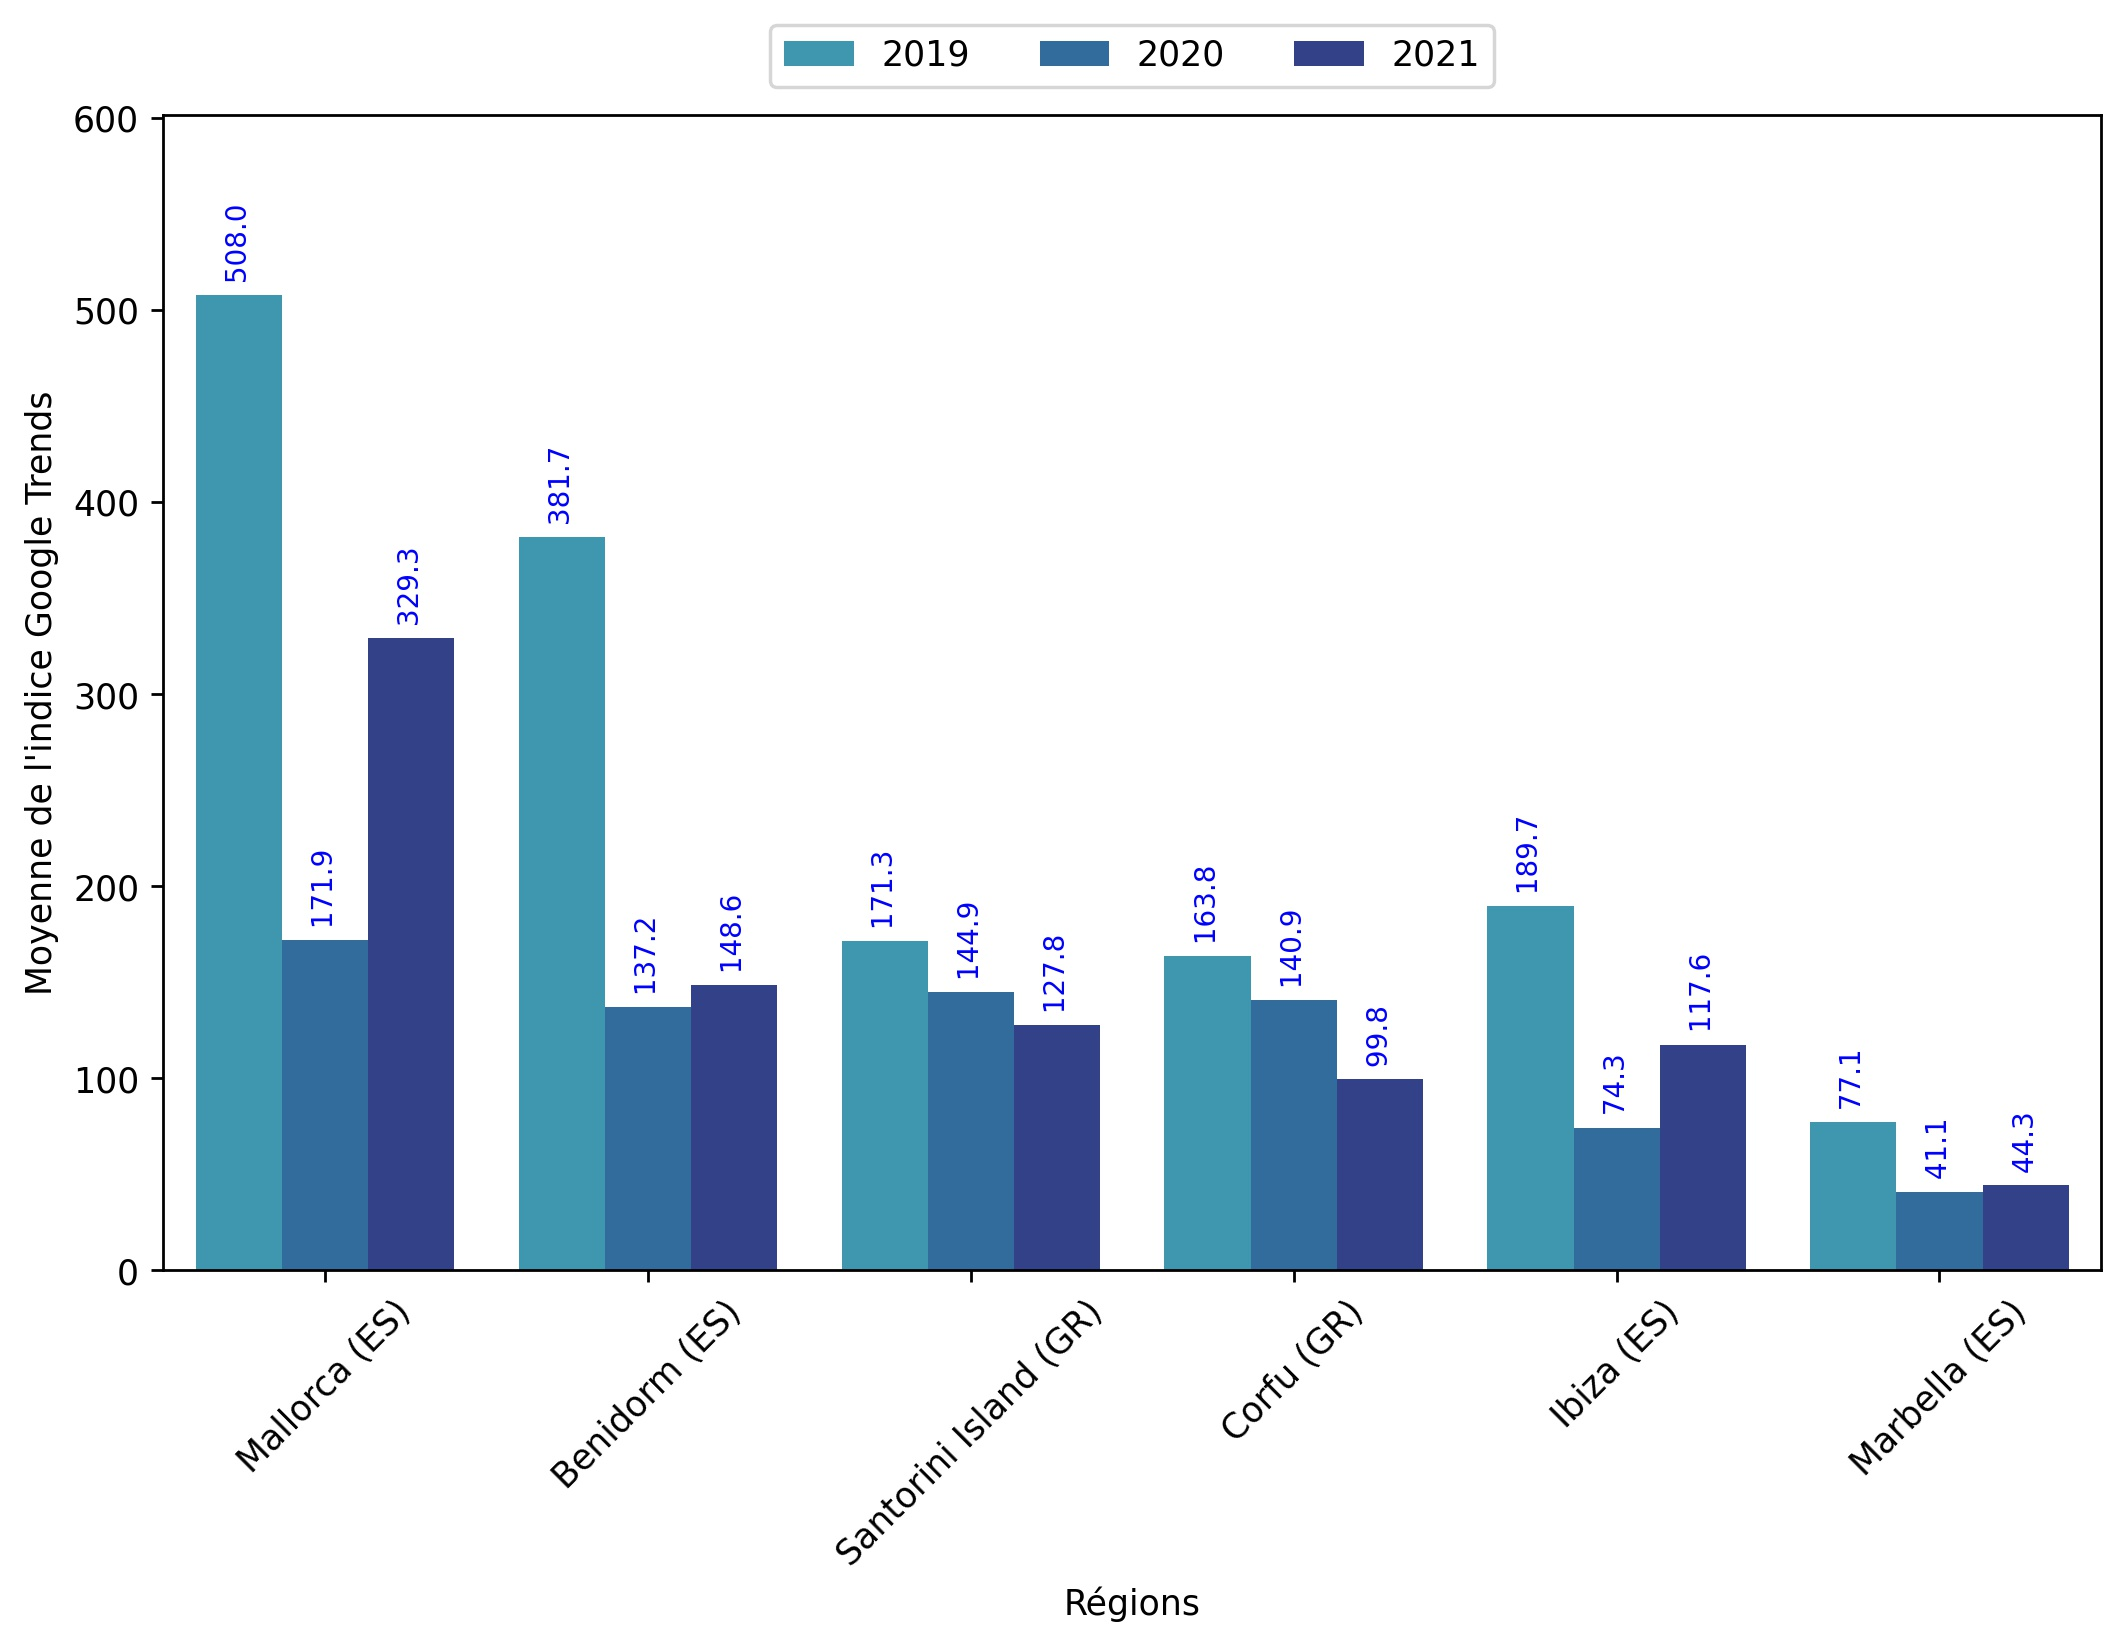 2019 2020 2021
Moyenne de l'indice Google Trends
600
500
400
300
200
100
0
508.0
171.9
329.3
381.7
137.2
148.6
171.3
144.9
127.8
163.8
140.9
99.8
189.7
74.3
117.6
77.1
41.1
44.3
Mallorca (ES)
Benidorm (ES)
Santorini Island (GR)
Corfu (GR)
Ibiza (ES)
Marbella (ES)
Régions